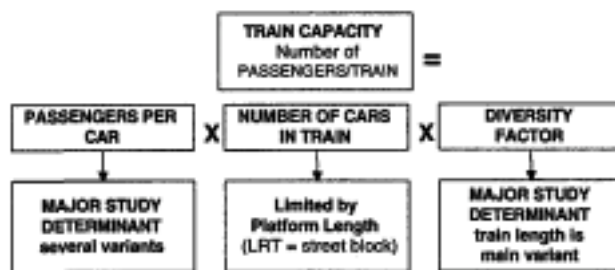 TRAIN CAPACITY
Number of
PASSENGERS/TRAIN
=
PASSENGERS PER
CAR
X
NUMBER OF CARS
IN TRAIN
X
DIVERSITY
FACTOR
MAJOR STUDY
DETERMINANT
several variants
Limited by
Platform Length
(LRT = street block)
MAJOR STUDY
DETERMINANT
train length is
main variant